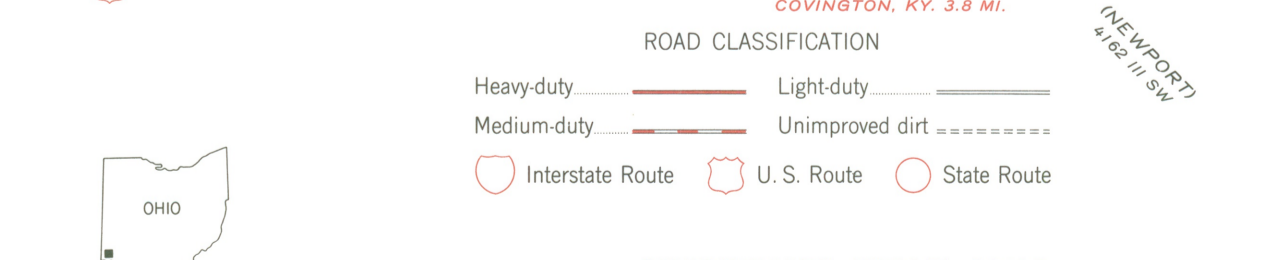 COVINGTON, KY. 3.8 MI.
(NEWPORT)
4162 III SW
ROAD CLASSIFICATION
Heavy-duty Light-duty
Medium-duty Unimproved dirt
Interstate Route U. S. Route State Route
OHIO